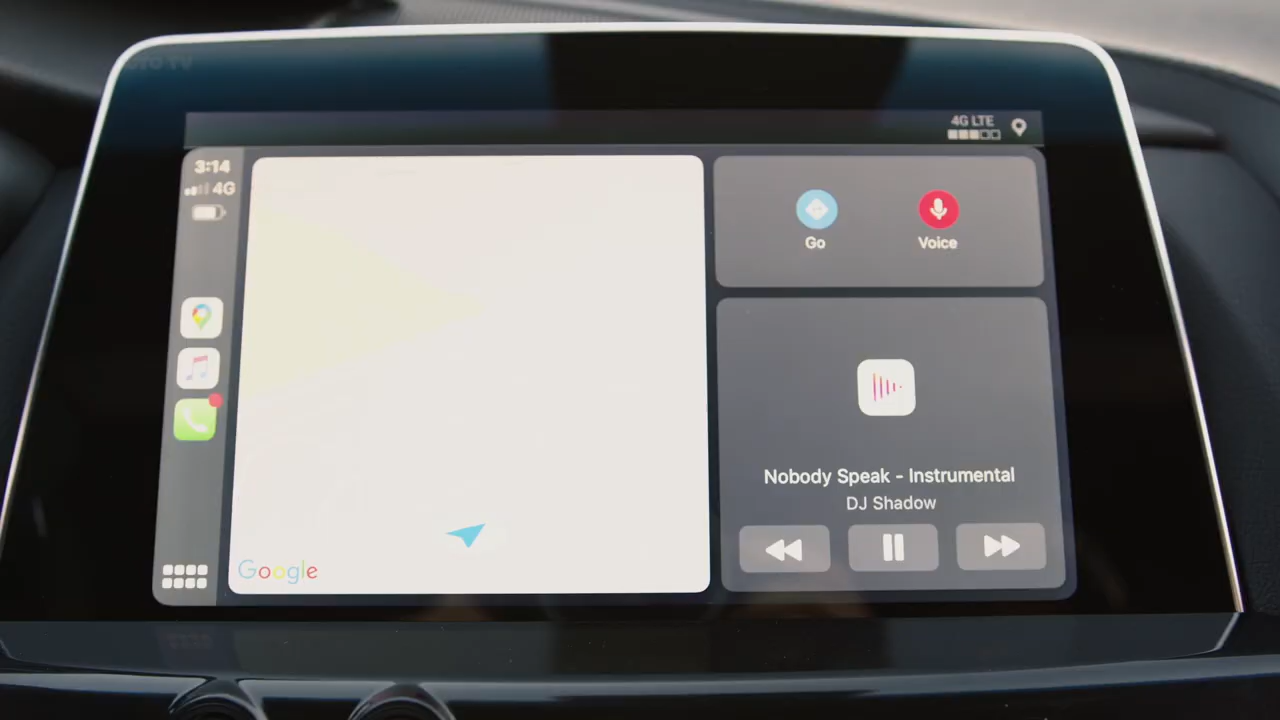 4G LTE
3:14
4G
Go
Voice
Nobody Speak - Instrumental
DJ Shadow
Google